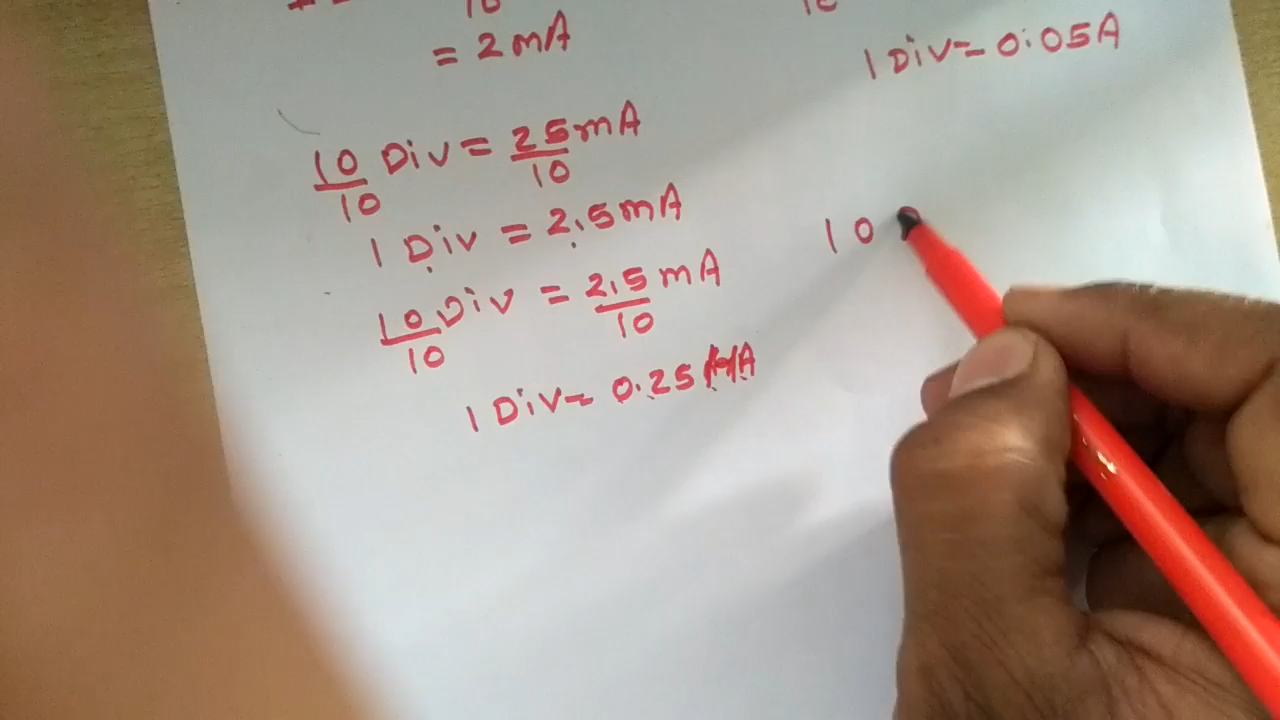 = 2mA
10/10 Div = 25/10 mA
1 Div = 2.5mA
10/10 Div = 2.5/10 mA
1 Div = 0.25
1 Div = 0.05A
10